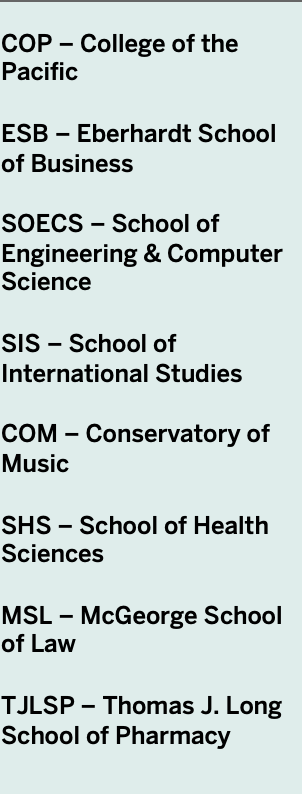 COP – College of the
Pacific
ESB – Eberhardt School
of Business
SOECS – School of
Engineering & Computer
Science
SIS – School of
International Studies
COM – Conservatory of
Music
SHS – School of Health
Sciences
MSL – McGeorge School
of Law
TJLSP – Thomas J. Long
School of Pharmacy